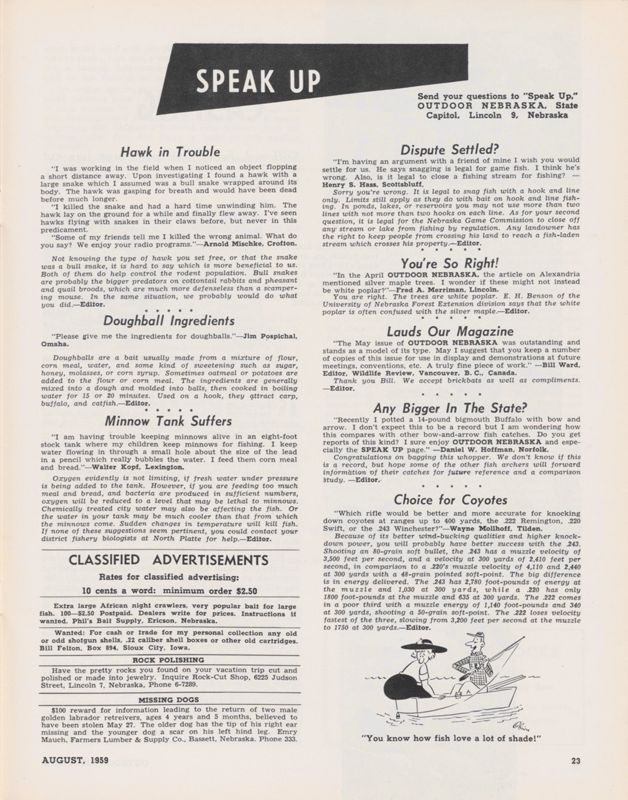 SPEAK UP
Send your questions to "Speak Up,"
OUTDOOR NEBRASKA, State
Capitol, Lincoln 9, Nebraska
Hawk in Trouble
"I was working in the field when I noticed an object flopping
a short distance away. Upon investigating I found a hawk with a
large snake which I assumed was a bull snake wrapped around its
body. The hawk was gasping for breath and would have been dead
before much longer.
"I killed the snake and had a hard time unwinding him. The
hawk lay on the ground for a while and finally flew away. I've seen
hawks flying with snakes in their claws before, but never in this
predicament.
"Some of my friends tell me I killed the wrong animal. What do
you say? We enjoy your radio programs."—Arnold Mischke, Crofton.
Not knowing the type of hawk you set free, or that the snake
was a bull snake, it is hard to say which is more beneficial to us.
Both of them do help control the rodent population. Bull snakes
are probably the bigger predators on cottontail rabbits and pheasant
and quail broods, which are much more defenseless than a scamper-
ing mouse. In the same situation, we probably would do what
you did.—Editor.
* * * * *
Doughball Ingredients
"Please give me the ingredients for doughballs."—Jim Pospichal,
Omaha.
Doughballs are a bait usually made from a mixture of flour,
corn meal, water, and some kind of sweetening such as sugar,
honey, molasses, or corn syrup. Sometimes oatmeal or potatoes are
added to the flour or corn meal. The ingredients are generally
mixed into a dough and molded into balls, then cooked in boiling
water for 15 or 20 minutes. Used on a hook, they attract carp,
buffalo, and catfish.—Editor.
* * * * *
Minnow Tank Suffers
"I am having trouble keeping minnows alive in an eight-foot
stock tank where my children keep minnows for fishing. I keep
water flowing in through a small hole about the size of the lead
in a pencil which really bubbles the water. I feed them corn meal
and bread."—Walter Kopf, Lexington.
Oxygen evidently is not limiting, if fresh water under pressure
is being added to the tank. However, if you are feeding too much
meal and bread, and bacteria are produced in sufficient numbers,
oxygen will be reduced to a level that may be lethal to minnows.
Chemically treated city water may also be affecting the fish. Or
the water in your tank may be much cooler than that from which
the minnows come. Sudden changes in temperature will kill fish.
If none of these suggestions seem pertinent, you could contact your
district fishery biologists at North Platte for help.—Editor.
CLASSIFIED ADVERTISEMENTS
Rates for classified advertising:
10 cents a word: minimum order $2.50
Extra large African night crawlers, very popular bait for large
fish. 100—$2.50 Postpaid. Dealers write for prices. Instructions if
wanted. Phil's Bait Supply, Ericson, Nebraska.
Wanted: For cash or trade for my personal collection any old
or odd shotgun shells, .22 caliber shell boxes or other old cartridges.
Bill Felton, Box 894, Sioux City, Iowa.
ROCK POLISHING
Have the pretty rocks you found on your vacation trip cut and
polished or made into jewelry. Inquire Rock-Cut Shop, 6225 Judson
Street, Lincoln 7, Nebraska, Phone 6-7289.
MISSING DOGS
$100 reward for information leading to the return of two male
golden labrador retreivers, ages 4 years and 5 months, believed to
have been stolen May 27. The older dog has the tip of his right ear
missing and the younger dog a scar on his left hind leg. Emry
Mauch, Farmers Lumber & Supply Co., Bassett, Nebraska. Phone 333.
Dispute Settled?
"I'm having an argument with a friend of mine I wish you would
settle for us. He says snagging is legal for game fish. I think he's
wrong. Also, is it legal to close a fishing stream for fishing? —
Henry S. Hass, Scottsbluff.
Sorry you're wrong. It is legal to snag fish with a hook and line
only. Limits still apply as they do with bait on hook and line fish-
ing. In ponds, lakes, or reservoirs you may not use more than two
lines with not more than two hooks on each line. As for your second
question, it is legal for the Nebraska Game Commission to close off
any stream or lake from fishing by regulation. Any landowner has
the right to keep people from crossing his land to reach a fish-laden
stream which crosses his property.—Editor.
* * * * *
You're So Right!
"In the April OUTDOOR NEBRASKA, the article on Alexandria
mentioned silver maple trees. I wonder if these might not instead
be white poplar?"—Fred A. Merriman, Lincoln.
You are right. The trees are white poplar. E. H. Benson of the
University of Nebraska Forest Extension division says that the white
poplar is often confused with the silver maple.—Editor.
* * * * *
Lauds Our Magazine
"The May issue of OUTDOOR NEBRASKA was outstanding and
stands as a model of its type. May I suggest that you keep a number
of copies of this issue for use in display and demonstrations at future
meetings, conventions, etc. A truly fine piece of work." —Bill Ward,
Editor, Wildlife Review, Vancouver, B. C., Canada.
Thank you Bill. We accept brickbats as well as compliments.
—Editor.
* * * * *
Any Bigger In The State?
"Recently I potted a 14-pound bigmouth Buffalo with bow and
arrow. I don't expect this to be a record but I am wondering how
this compares with other bow-and-arrow fish catches. Do you get
reports of this kind? I sure enjoy OUTDOOR NEBRASKA and espe-
cially the SPEAK UP page." —Daniel W. Hoffman, Norfolk.
Congratulations on bagging this whopper. We don't know if this
is a record, but hope some of the other fish archers will forward
information of their catches for future reference and a comparison
study. —Editor.
* * * * *
Choice for Coyotes
"Which rifle would be better and more accurate for knocking
down coyotes at ranges up to 400 yards, the .222 Remington, .220
Swift, or the .243 Winchester?"—Wayne Mollhoff, Tilden.
Because of its better wind-bucking qualities and higher knock-
down power, you will probably have better success with the .243.
Shooting an 80-grain soft bullet, the .243 has a muzzle velocity of
3,500 feet per second, and a velocity at 300 yards of 2,410 feet per
second, in comparison to a .220's muzzle velocity of 4,110 and 2,440
at 300 yards with a 48-grain pointed soft-point. The big difference
is in energy delivered. The 243 has 2,780 foot-pounds of energy at
the muzzle and 1,030 at 300 yards, while a .220 has only
1800 foot-pounds at the muzzle and 635 at 300 yards. The .222 comes
in a poor third with a muzzle energy of 1,140 foot-pounds and 340
at 300 yards, shooting a 50-grain soft-point. The .222 loses velocity
fastest of the three, slowing from 3,200 feet per second at the muzzle
to 1750 at 300 yards.—Editor.
"You know how fish love a lot of shade!"
AUGUST, 1959
23